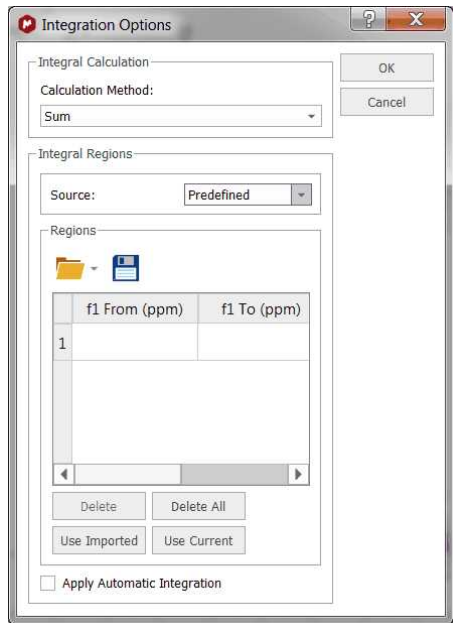 Integration Options
Integral Calculation
OK
Calculation Method:
Cancel
Sum
Integral Regions
Source: Predefined
Regions
f1 From (ppm) f1 To (ppm)
1
Delete Delete All
Use Imported Use Current
Apply Automatic Integration